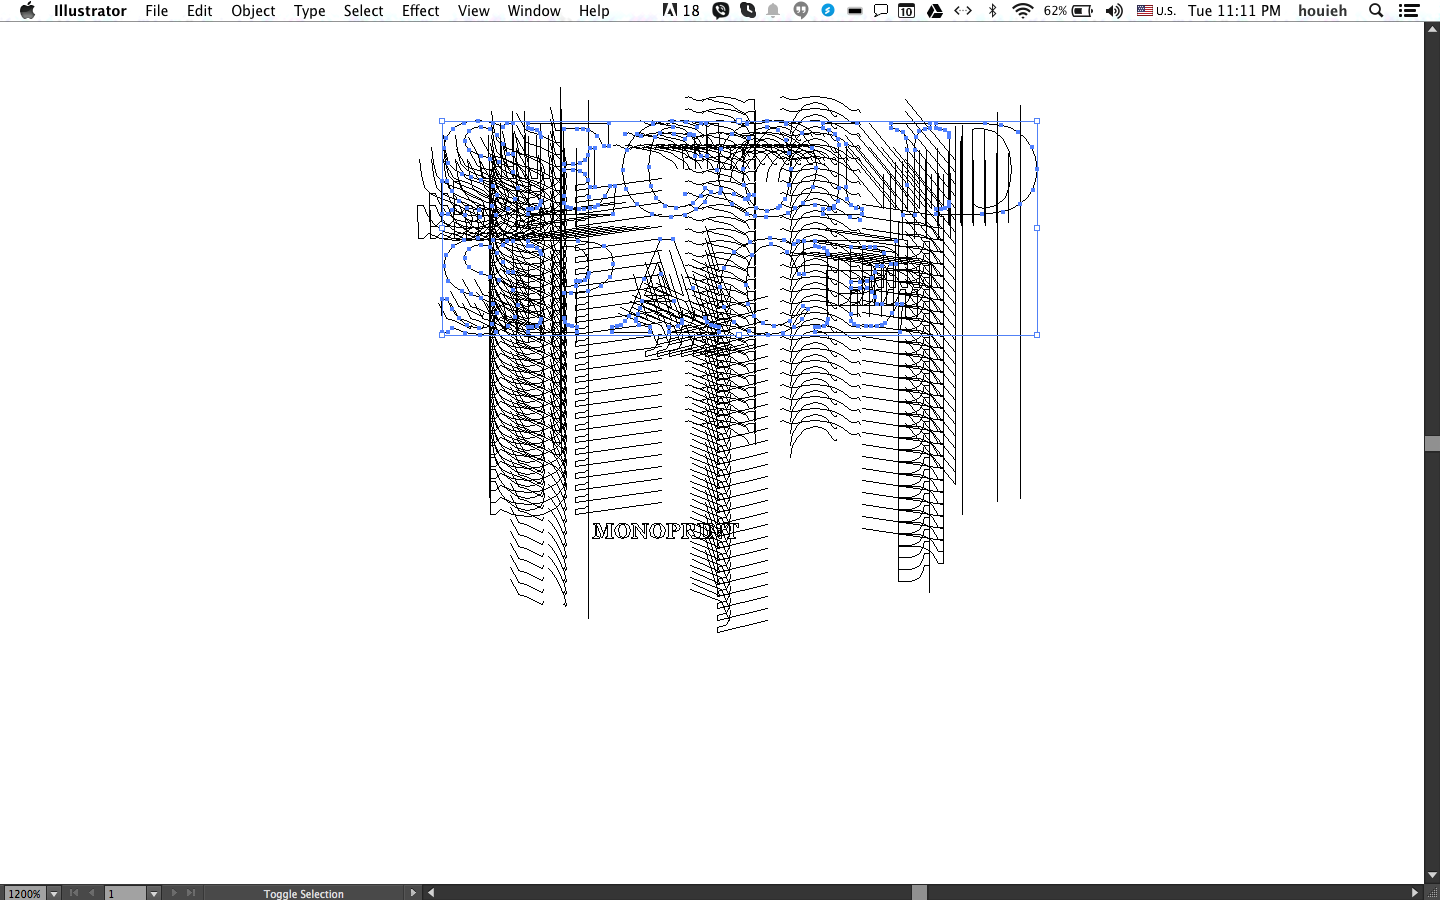 Illustrator File Edit Object Type Select Effect View Window Help 18 10 62% U.S. Tue 11:11 PM houieh
SPACE
MONOPRINT
1200% 1 Toggle Selection